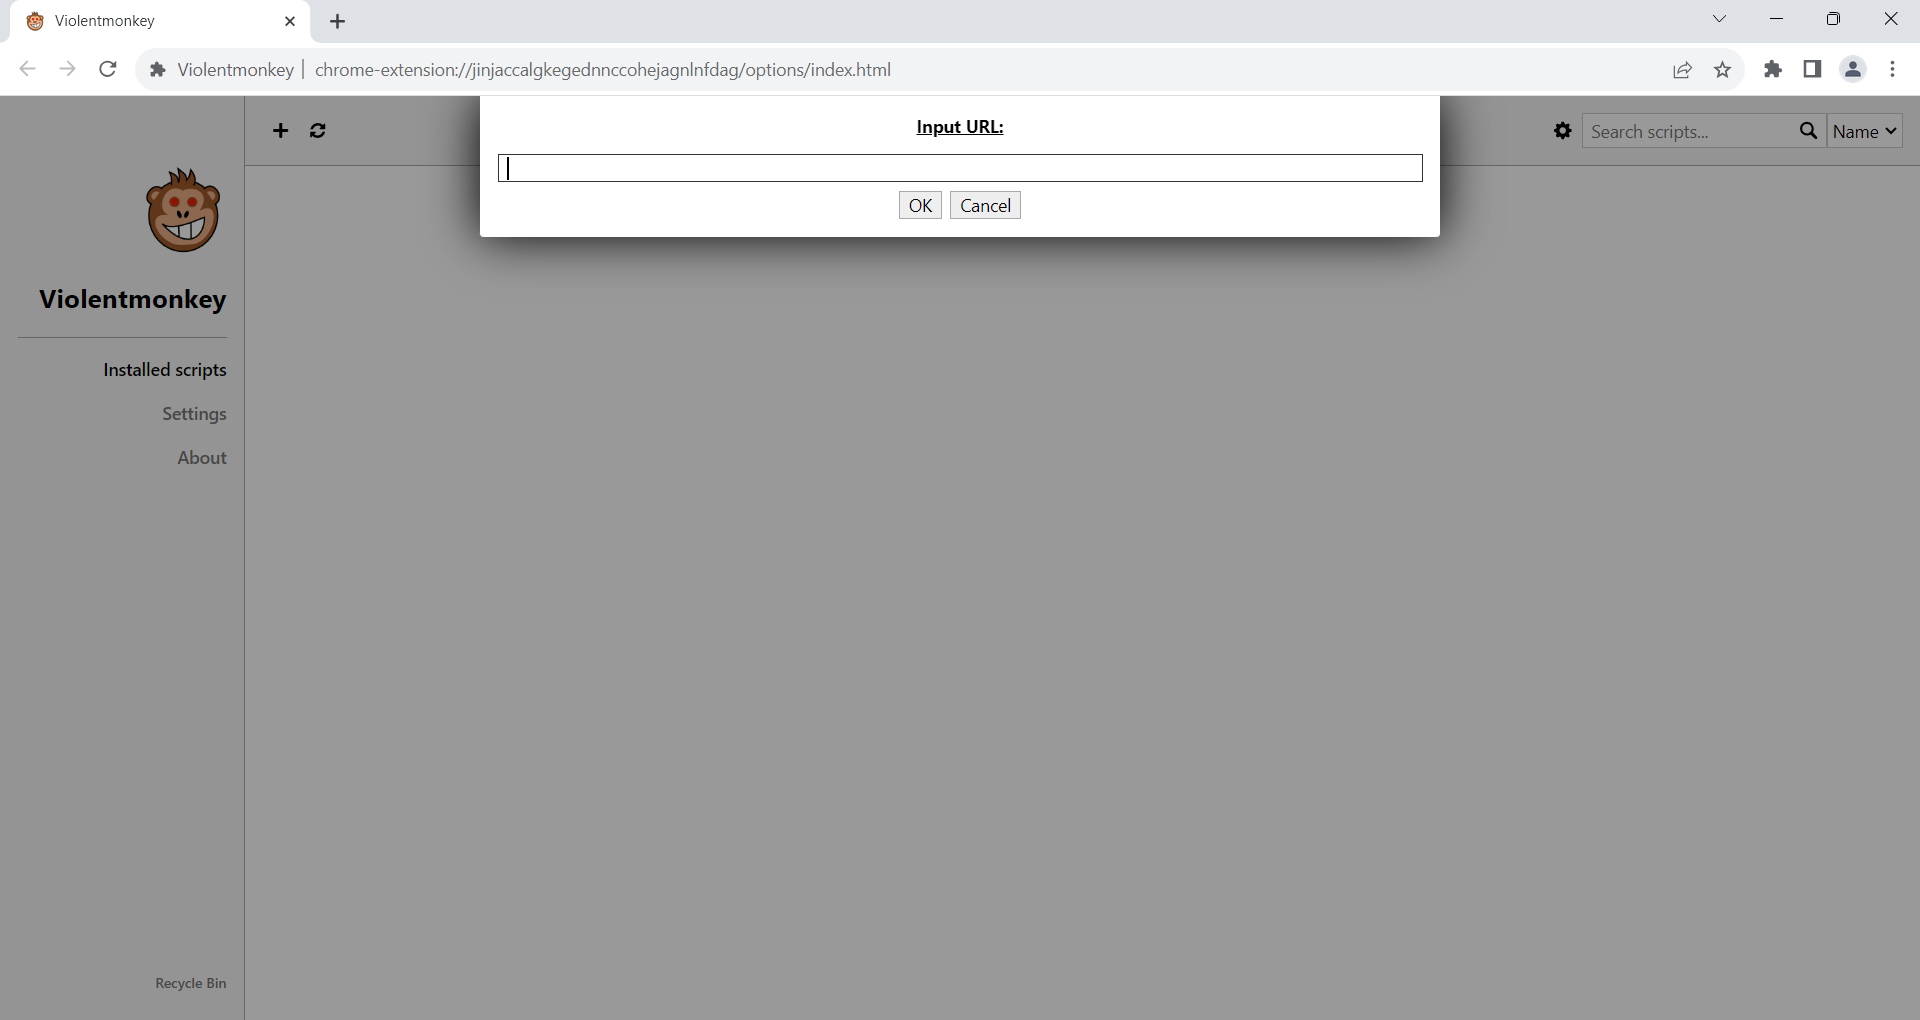 Violentmonkey
Violentmonkey | chrome-extension://jinjaccalgkegednnccohejagnlnfdag/options/index.html
Input URL:
OK Cancel
Search scripts... Name
Violentmonkey
Installed scripts
Settings
About
Recycle Bin